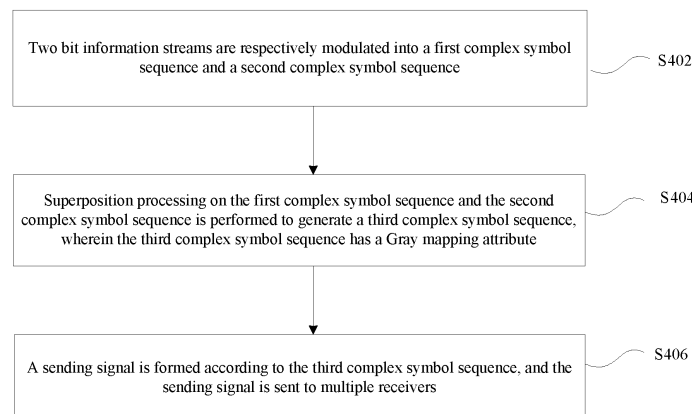 Two bit information streams are respectively modulated into a first complex symbol
sequence and a second complex symbol sequence
S402
Superposition processing on the first complex symbol sequence and the second
complex symbol sequence is performed to generate a third complex symbol sequence,
wherein the third complex symbol sequence has a Gray mapping attribute
S404
A sending signal is formed according to the third complex symbol sequence, and the
sending signal is sent to multiple receivers
S406